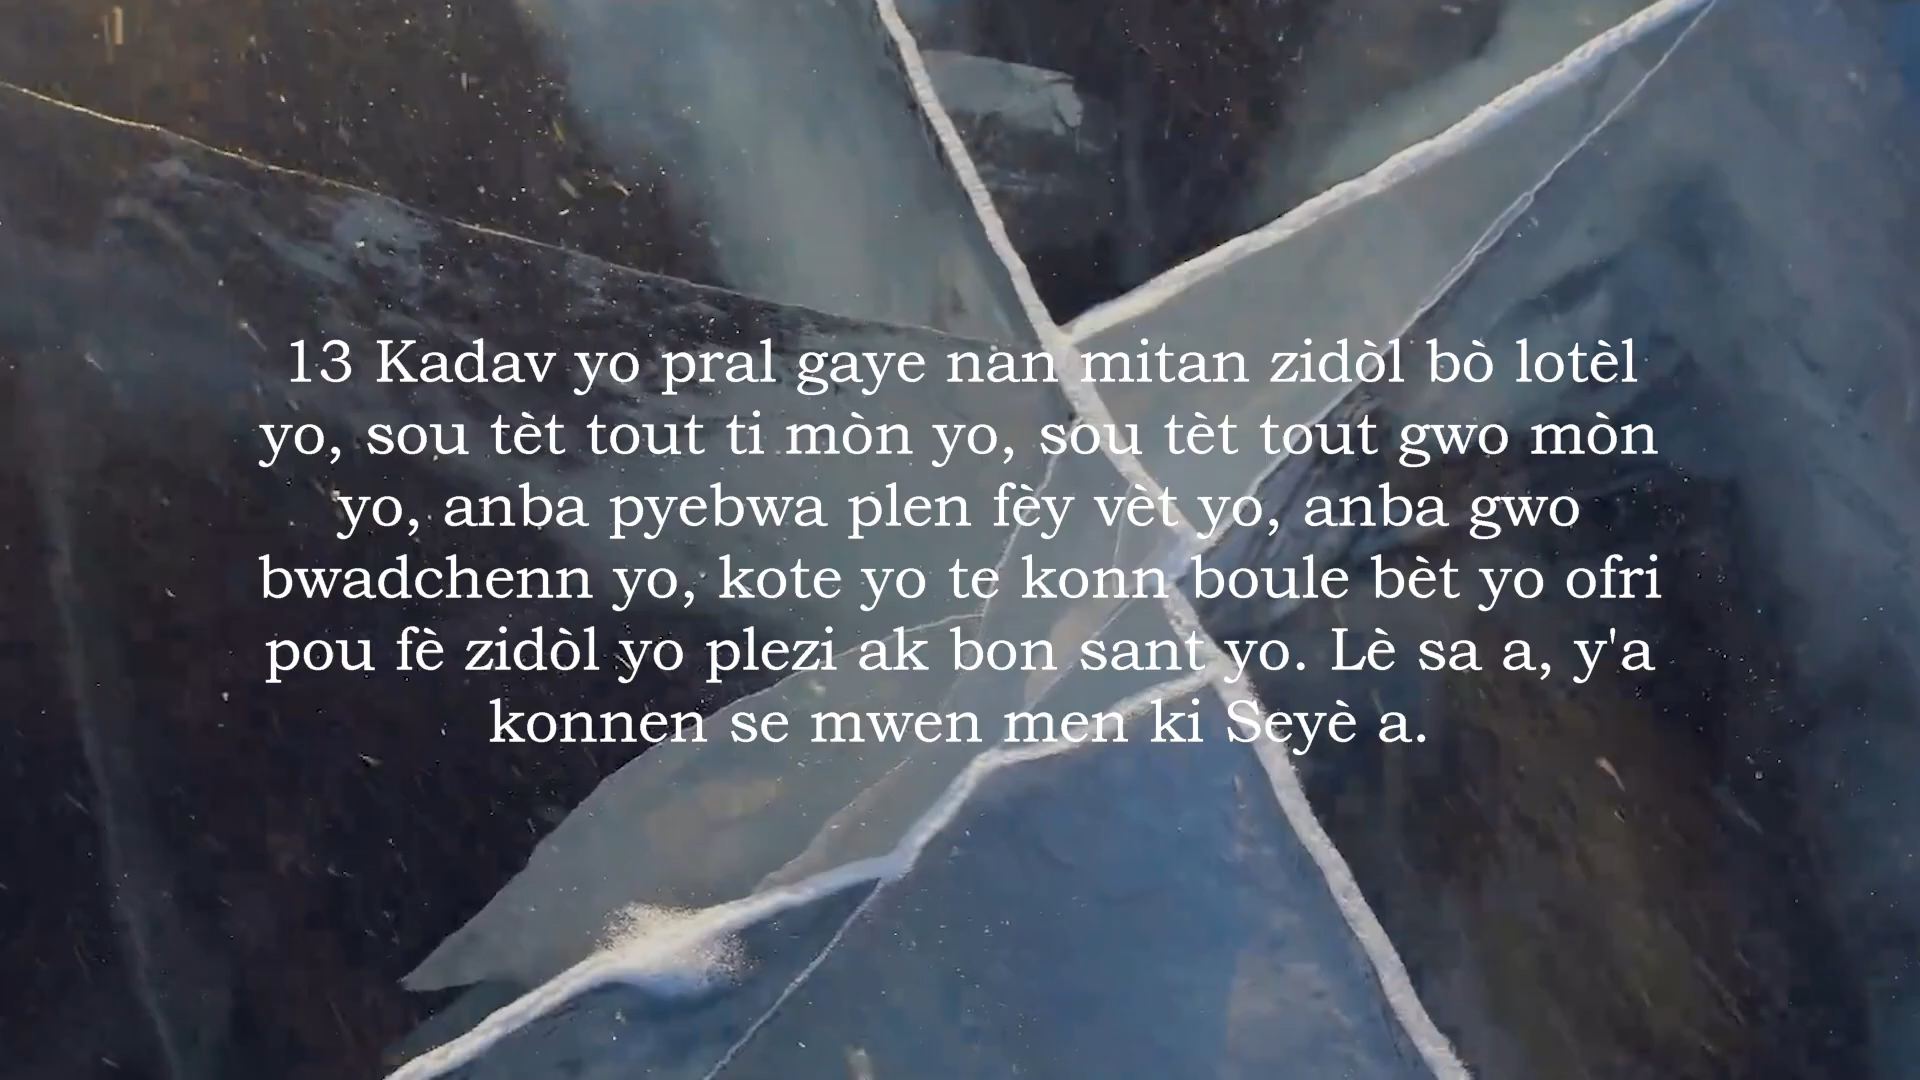 13 Kadav yo pral gaye nan mitan zidòl bò lotèl
yo, sou tèt tout ti mòn yo, sou tèt tout gwo mòn
yo, anba pyebwa plen fèy vèt yo, anba gwo
bwadchenn yo, kote yo te konn boule bèt yo ofri
pou fè zidòl yo plezi ak bon sant yo. Lè sa a, y'a
konnen se mwen men ki Seyè a.